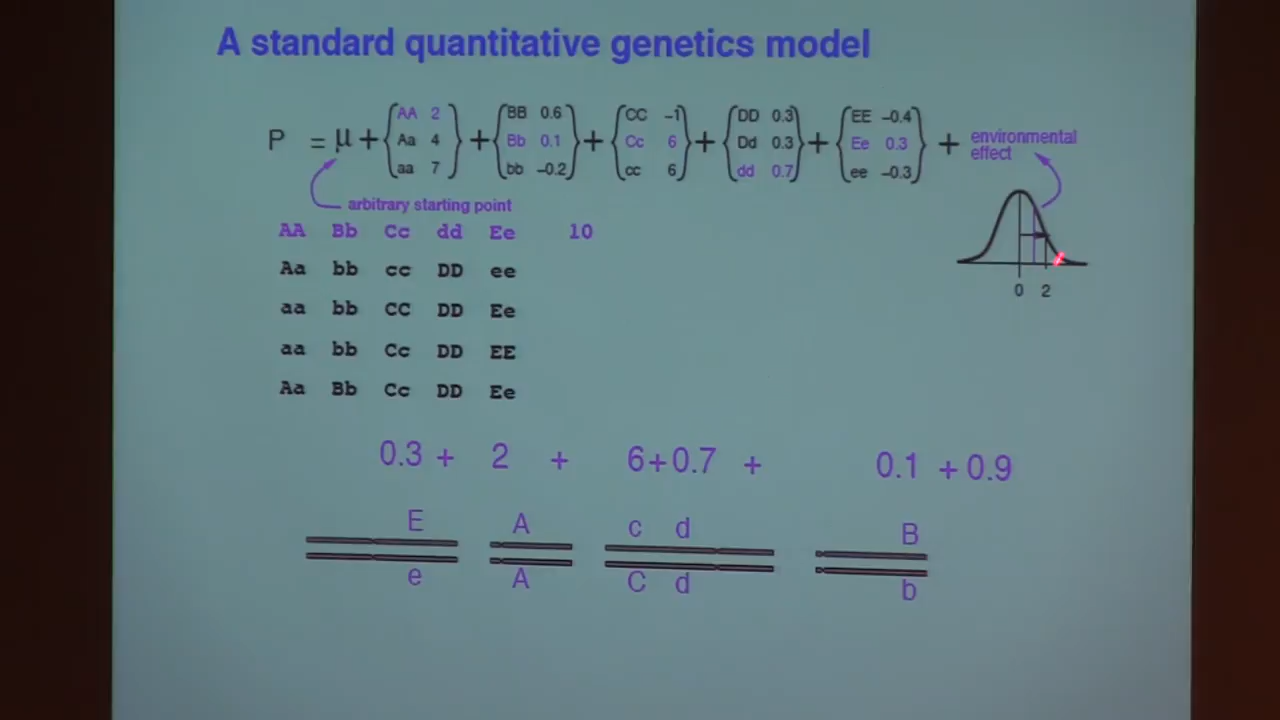 A standard quantitative genetics model
P = μ + { AA 2 } + { BB 0.6 } + { CC −1 } + { DD 0.3 } + { EE −0.4 } + environmental effect
Aa 4 Bb 0.1 Cc 6 Dd 0.3 Ee 0.3
aa 7 bb −0.2 cc 6 dd 0.7 ee −0.3
arbitrary starting point
AA Bb Cc dd Ee 10
Aa bb cc DD ee
aa bb CC DD Ee
aa bb Cc DD EE
Aa Bb Cc DD Ee
0 2
0.3 + 2 + 6+0.7 + 0.1 + 0.9
E A c d B
e A C d b